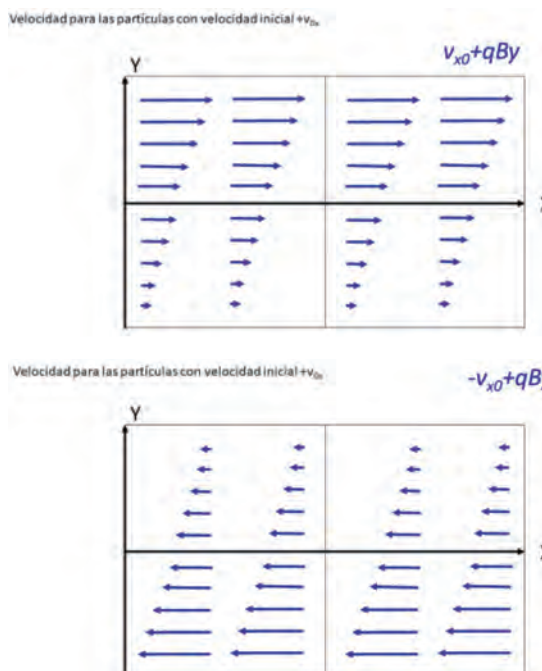 Velocidad para las partículas con velocidad inicial +v₀ₓ
vₓ₀+qBy
Y
Velocidad para las partículas con velocidad inicial +v₀ₓ
-vₓ₀+qB
Y